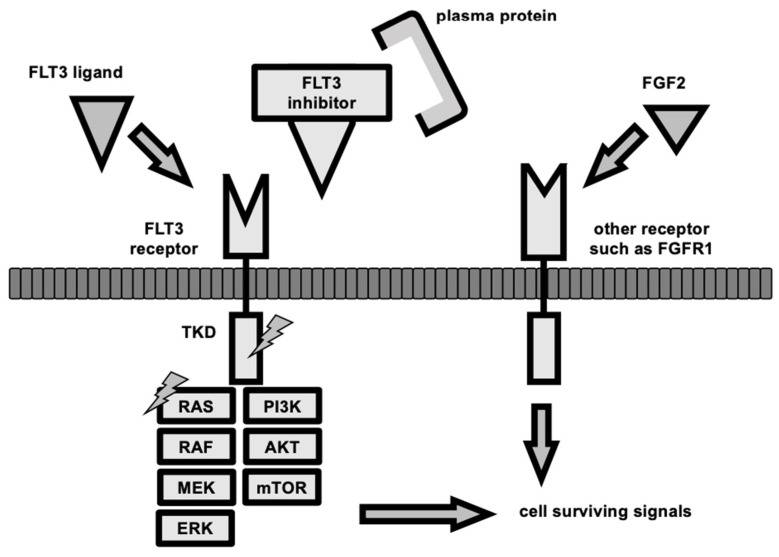 plasma protein
FLT3 ligand
FLT3
inhibitor
FGF2
FLT3
receptor
other receptor
such as FGFR1
TKD
RAS
PI3K
RAF
AKT
MEK
mTOR
ERK
cell surviving signals